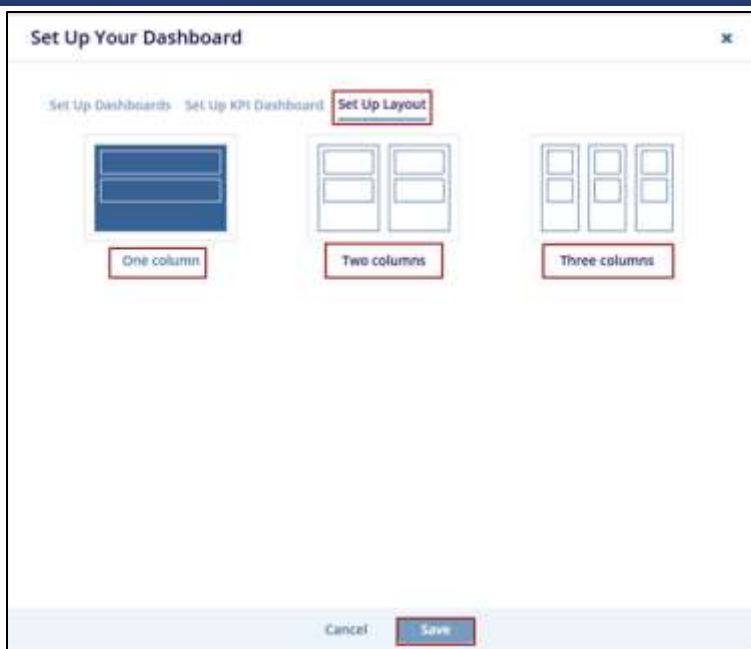 Set Up Your Dashboard
Set Up Dashboards Set Up KPI Dashboard Set Up Layout
One column Two columns Three columns
Cancel Save